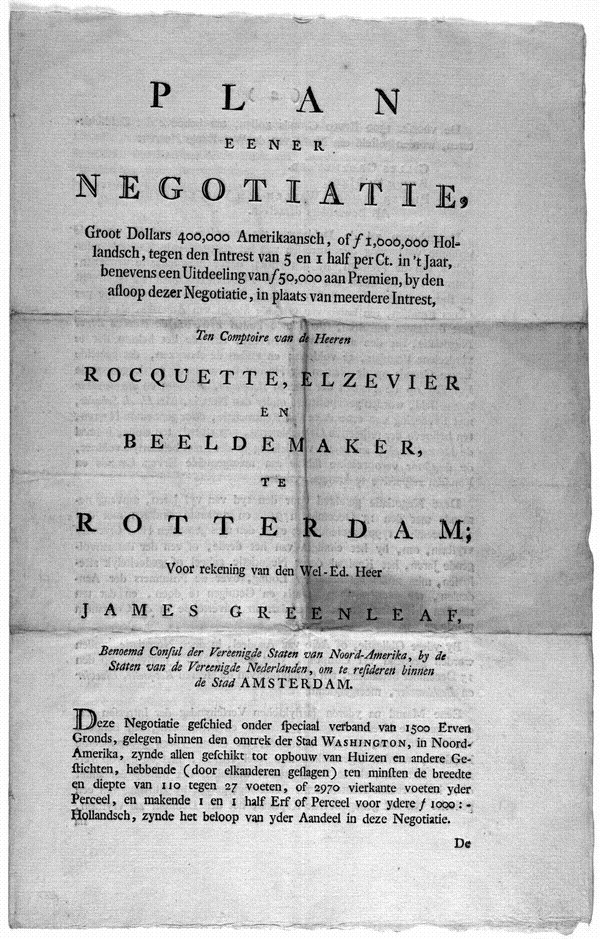 PLAN
EENER
NEGOTIATIE,
Groot Dollars 400,000 Amerikaansch, of ƒ 1,000,000 Hol-
landsch, tegen den Intrest van 5 en 1 half per Ct. in 't Jaar,
benevens een Uitdeeling van ƒ 50,000 aan Premien, by den
afloop dezer Negotiatie, in plaats van meerdere Intrest,
Ten Comptoire van de Heeren
ROCQUETTE, ELZEVIER
EN
BEELDEMAKER,
TE
ROTTERDAM;
Voor rekening van den Wel-Ed. Heer
JAMES GREENLEAF,
Benoemd Conſul der Vereenigde Staten van Noord-Amerika, by de
Staten van de Vereenigde Nederlanden, om te reſideren binnen
de Stad AMSTERDAM.
Deze Negotiatie geſchied onder ſpeciaal verband van 1500 Erven
Gronds, gelegen binnen den omtrek der Stad WASHINGTON, in Noord-
Amerika, zynde allen geſchikt tot opbouw van Huizen en andere Ge-
ſtichten, hebbende (door elkanderen geſlagen) ten minſten de breedte
en diepte van 110 tegen 27 voeten, of 2970 vierkante voeten yder
Perceel, en makende 1 en 1 half Erf of Perceel voor ydere ƒ 1000:-
Hollandsch, zynde het beloop van yder Aandeel in deze Negotiatie.
De